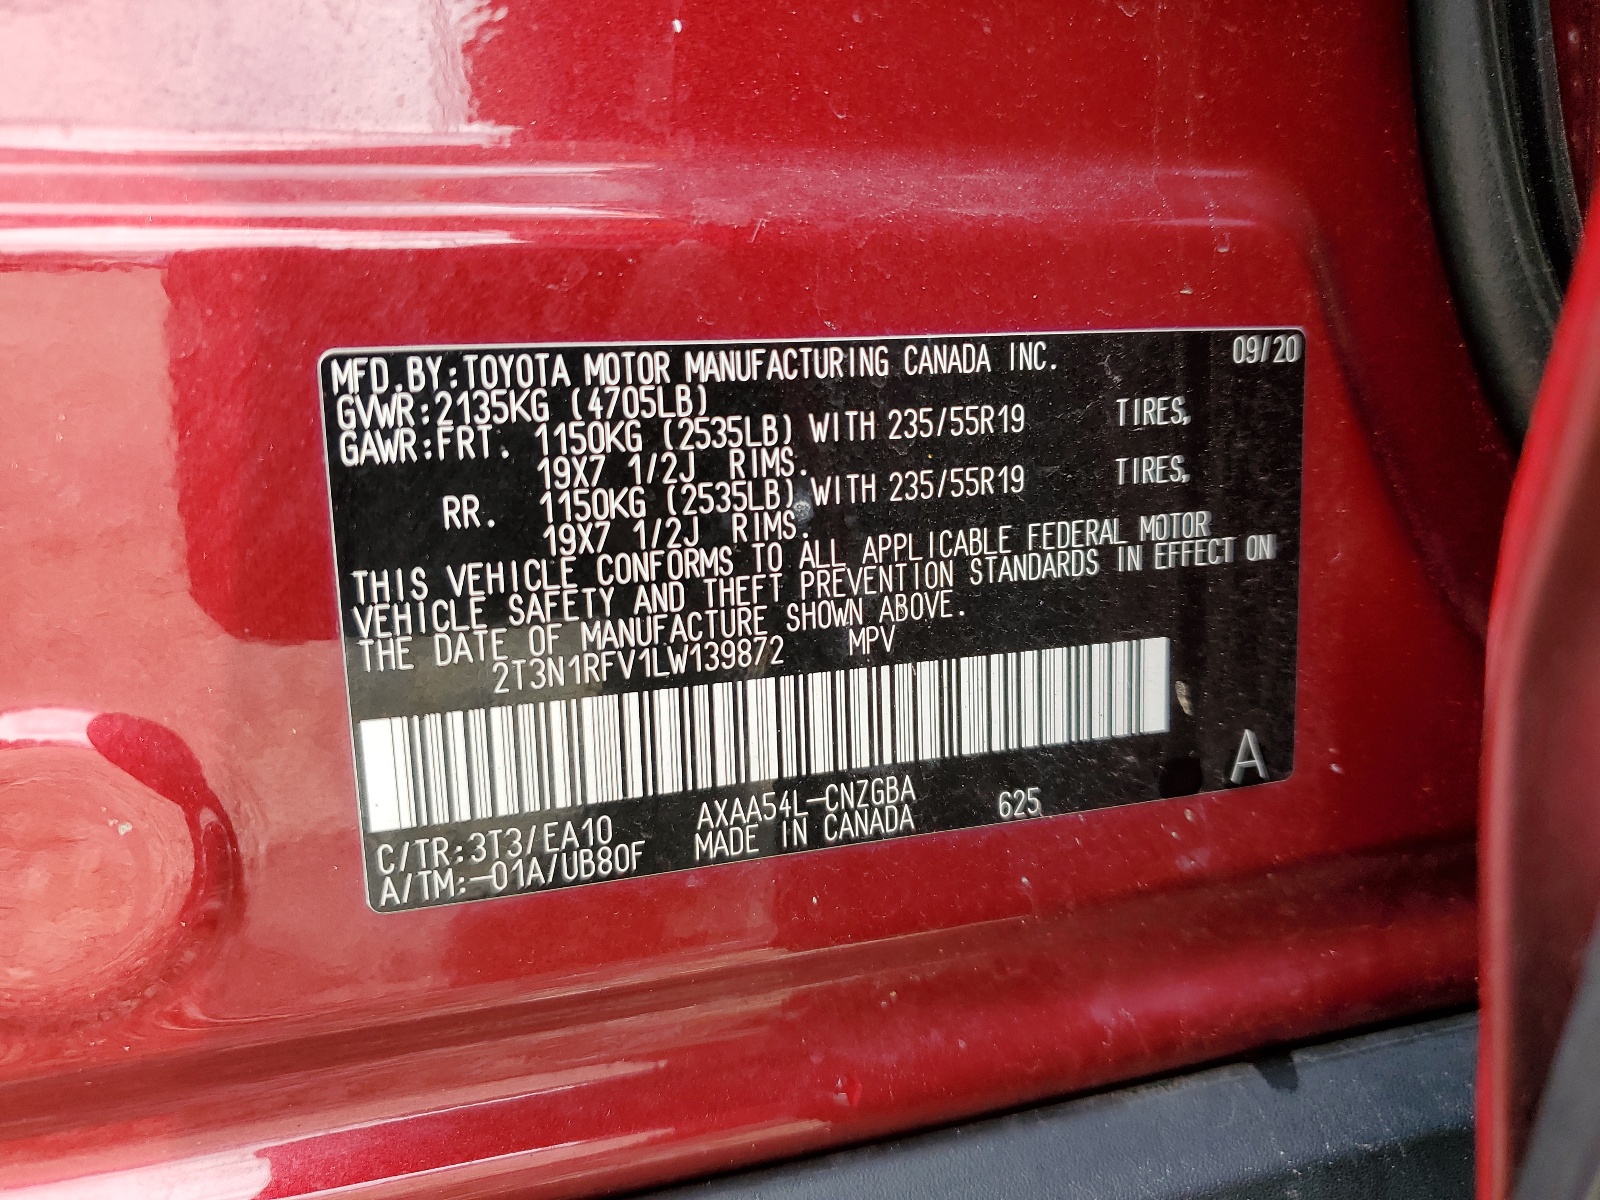 MFD.BY:TOYOTA MOTOR MANUFACTURING CANADA INC. 09/20
GVWR:2135KG (4705LB)
GAWR:FRT. 1150KG (2535LB) WITH 235/55R19 TIRES,
19X7 1/2J RIMS.
RR. 1150KG (2535LB) WITH 235/55R19 TIRES,
19X7 1/2J RIMS.
THIS VEHICLE CONFORMS TO ALL APPLICABLE FEDERAL MOTOR
VEHICLE SAFETY AND THEFT PREVENTION STANDARDS IN EFFECT ON
THE DATE OF MANUFACTURE SHOWN ABOVE.
2T3N1RFV1LW139872 MPV
A
AXAA54L-CNZGBA 625
C/TR:3T3/EA10 MADE IN CANADA
A/TM:-01A/UB80F